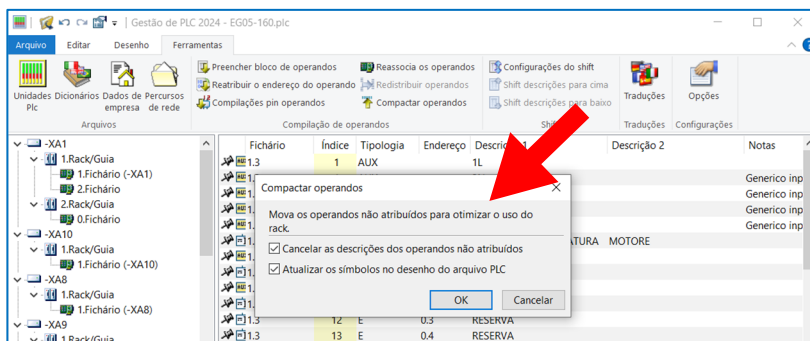 Gestão de PLC 2024 - EG05-160.plc
Arquivo Editar Desenho Ferramentas
Preencher bloco de operandos Reassocia os operandos Configurações do shift
Unidades Plc Dicionários Dados de empresa Percursos de rede Reatribuir o endereço do operando Redistribuir operandos Shift descrições para cima Traduções Opções
Compilações pin operandos Compactar operandos Shift descrições para baixo
Arquivos Compilação de operandos Shift Traduções Configurações
-XA1
1.Rack/Guia
1.Fichário (-XA1)
2.Fichário
2.Rack/Guia
0.Fichário
-XA10
1.Rack/Guia
1.Fichário (-XA10)
-XA8
1.Rack/Guia
1.Fichário (-XA8)
-XA9
1.Rack/Guia
Fichário Índice Tipologia Endereço Descrição 1 Descrição 2 Notas
1.3 1 AUX 1L
Generico inp
Generico inp
Generico inp
Generico inp
MOTORE
Compactar operandos
Mova os operandos não atribuídos para otimizar o uso do
rack.
Cancelar as descrições dos operandos não atribuídos
Atualizar os símbolos no desenho do arquivo PLC
OK Cancelar
1.3 12 E 0.3 RESERVA
1.3 13 E 0.4 RESERVA